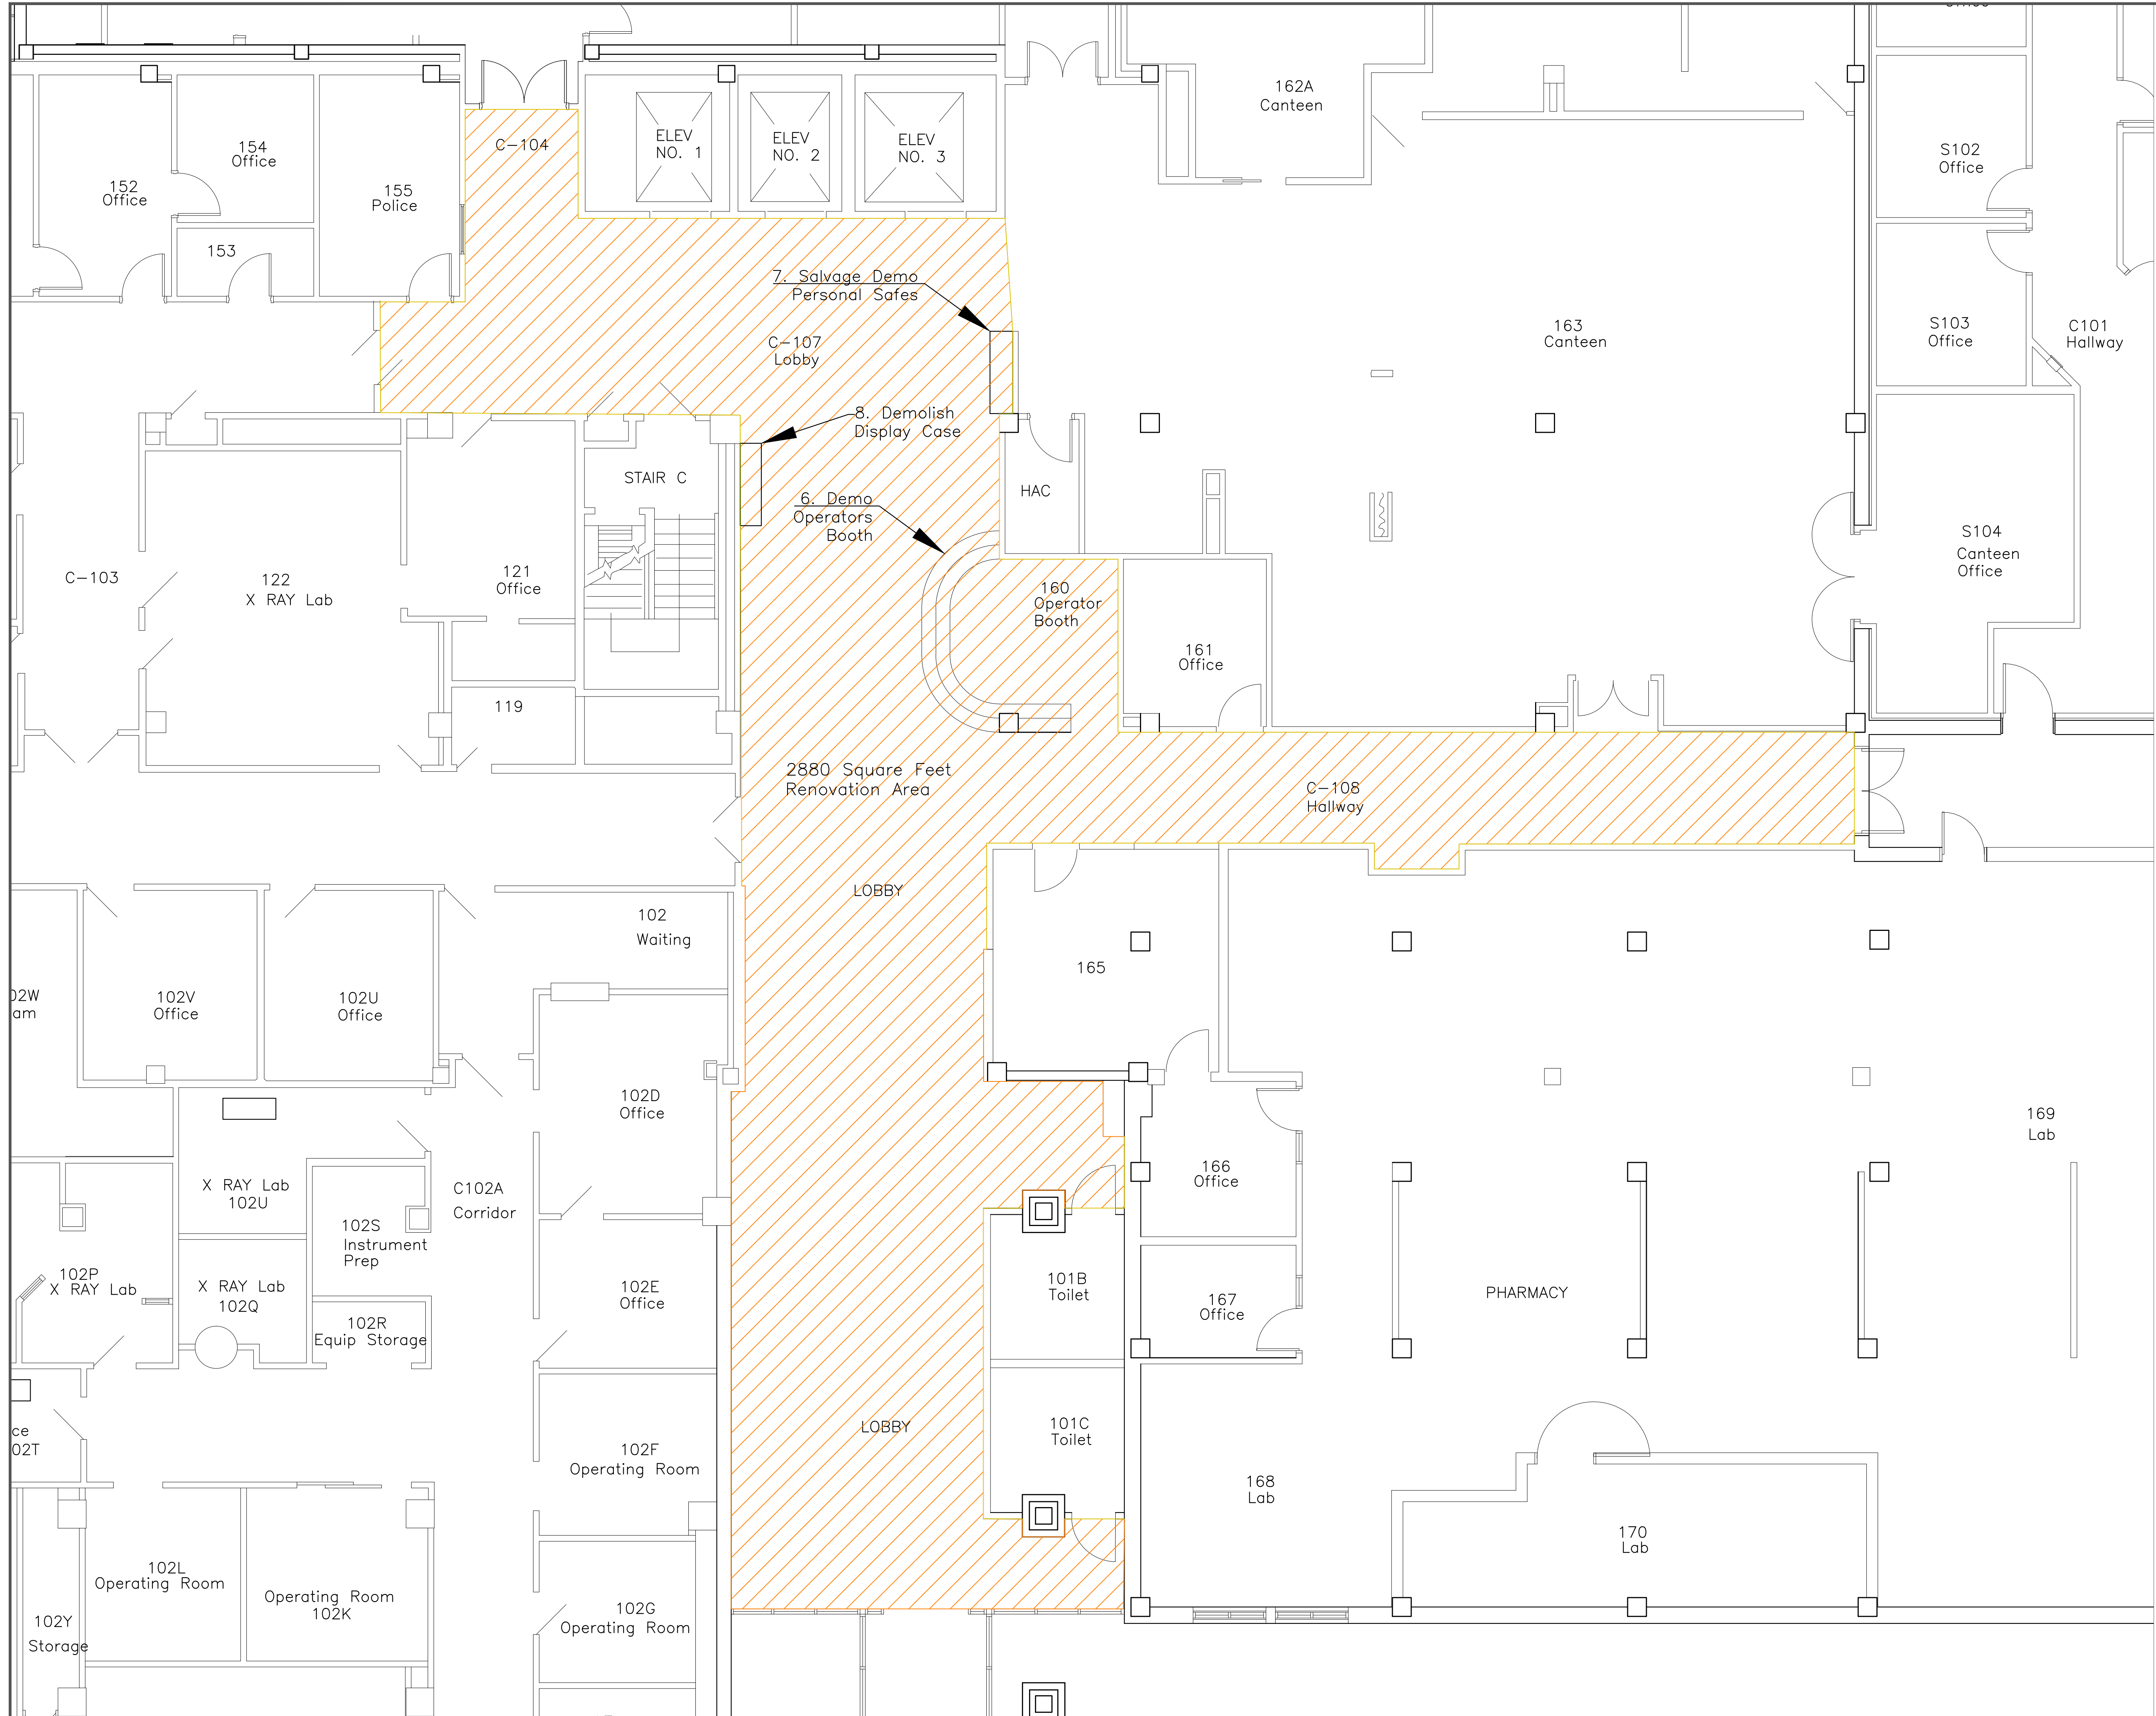 C-104
ELEV
NO. 1
ELEV
NO. 2
ELEV
NO. 3
162A
Canteen
154
Office
152
Office
155
Police
153
S102
Office
7. Salvage Demo
Personal Safes
C-107
Lobby
163
Canteen
S103
Office
C101
Hallway
8. Demolish
Display Case
STAIR C
HAC
6. Demo
Operators
Booth
S104
Canteen
Office
C-103
122
X RAY Lab
121
Office
160
Operator
Booth
161
Office
119
2880 Square Feet
Renovation Area
C-108
Hallway
LOBBY
102
Waiting
165
02W
am
102V
Office
102U
Office
102D
Office
169
Lab
X RAY Lab
102U
C102A
Corridor
166
Office
102S
Instrument
Prep
102P
X RAY Lab
X RAY Lab
102Q
102E
Office
101B
Toilet
167
Office
PHARMACY
102R
Equip Storage
ce
02T
LOBBY
101C
Toilet
102F
Operating Room
168
Lab
170
Lab
102L
Operating Room
Operating Room
102K
102G
Operating Room
102Y
Storage